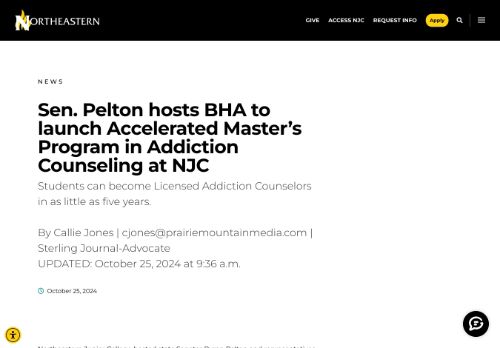 NORTHEASTERN
GIVE ACCESS NJC REQUEST INFO Apply
NEWS
Sen. Pelton hosts BHA to
launch Accelerated Master’s
Program in Addiction
Counseling at NJC
Students can become Licensed Addiction Counselors
in as little as five years.
By Callie Jones | cjones@prairiemountainmedia.com |
Sterling Journal-Advocate
UPDATED: October 25, 2024 at 9:36 a.m.
October 25, 2024